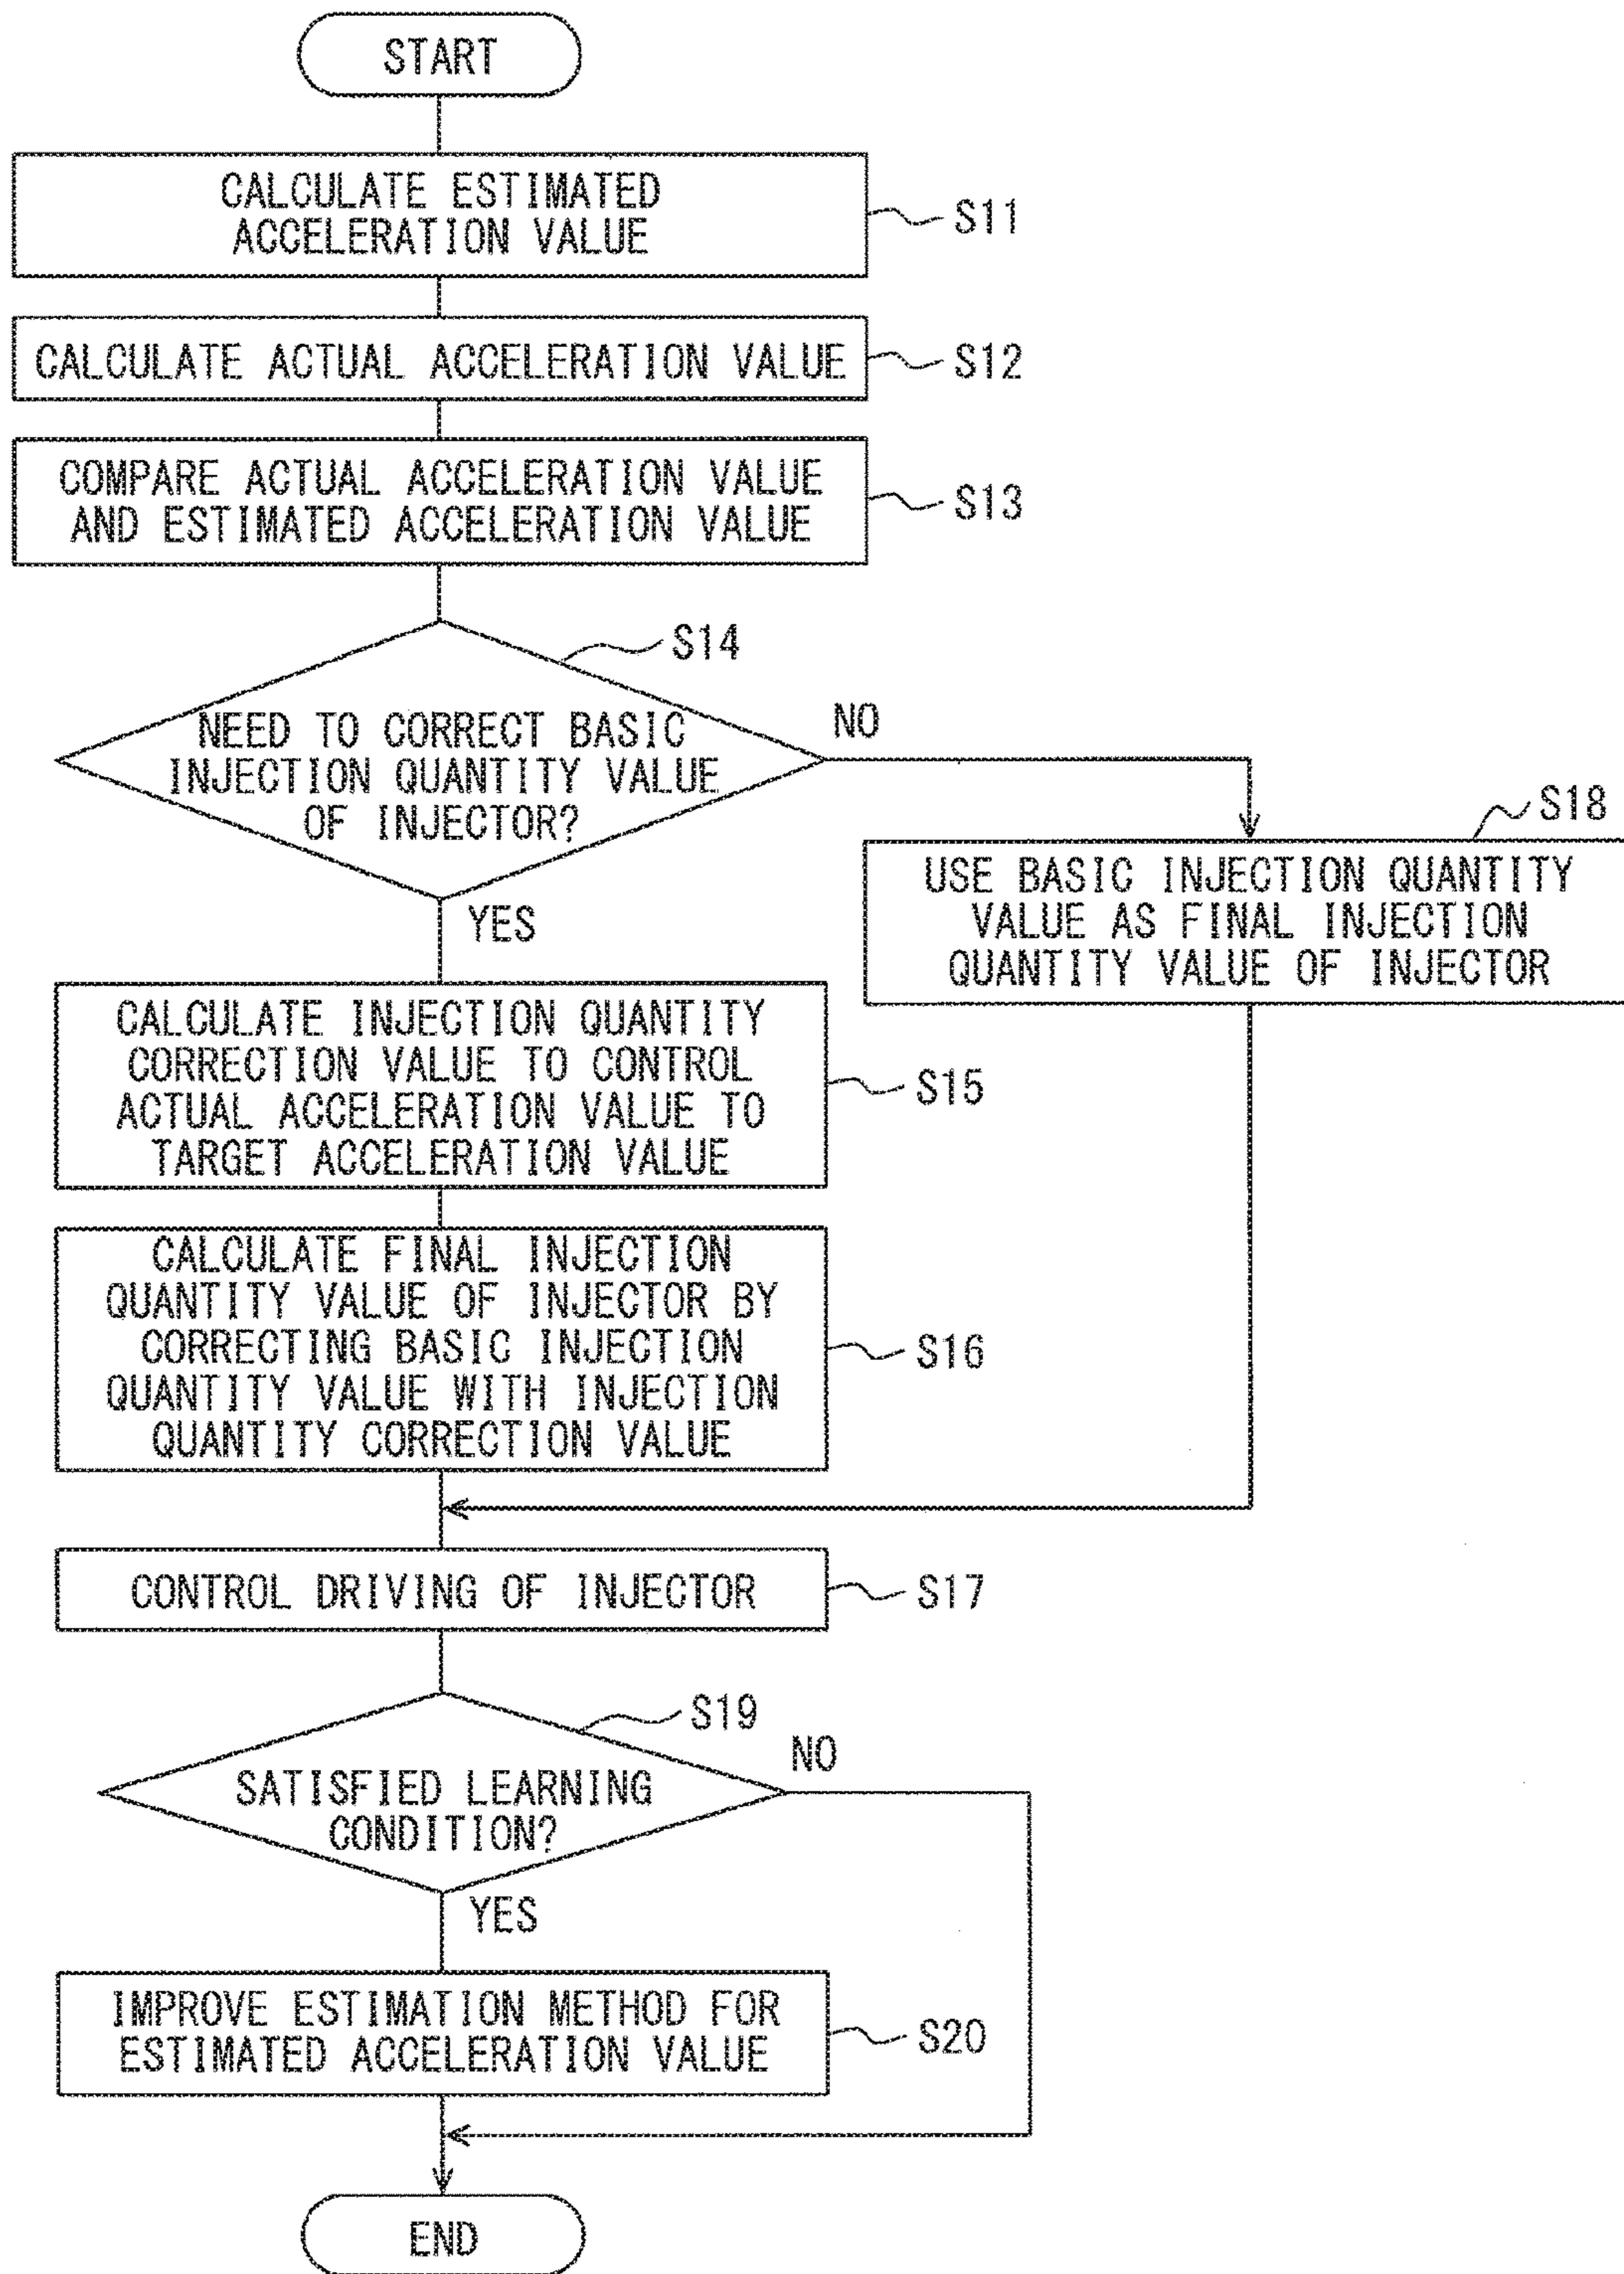 START
CALCULATE ESTIMATED
ACCELERATION VALUE
S11
CALCULATE ACTUAL ACCELERATION VALUE
S12
COMPARE ACTUAL ACCELERATION VALUE
AND ESTIMATED ACCELERATION VALUE
S13
S14
NEED TO CORRECT BASIC
INJECTION QUANTITY VALUE
OF INJECTOR?
NO
YES
S18
USE BASIC INJECTION QUANTITY
VALUE AS FINAL INJECTION
QUANTITY VALUE OF INJECTOR
CALCULATE INJECTION QUANTITY
CORRECTION VALUE TO CONTROL
ACTUAL ACCELERATION VALUE TO
TARGET ACCELERATION VALUE
S15
CALCULATE FINAL INJECTION
QUANTITY VALUE OF INJECTOR BY
CORRECTING BASIC INJECTION
QUANTITY VALUE WITH INJECTION
QUANTITY CORRECTION VALUE
S16
CONTROL DRIVING OF INJECTOR
S17
S19
SATISFIED LEARNING
CONDITION?
NO
YES
IMPROVE ESTIMATION METHOD FOR
ESTIMATED ACCELERATION VALUE
S20
END